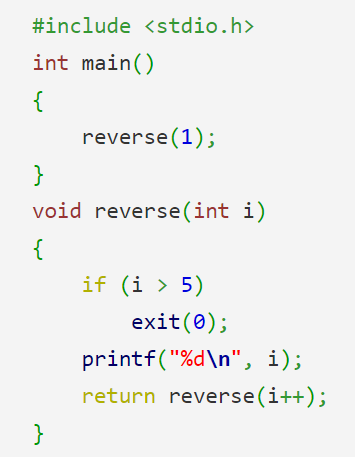 #include <stdio.h>
int main()
{
    reverse(1);
}
void reverse(int i)
{
    if (i > 5)
        exit(0);
    printf("%d\n", i);
    return reverse(i++);
}